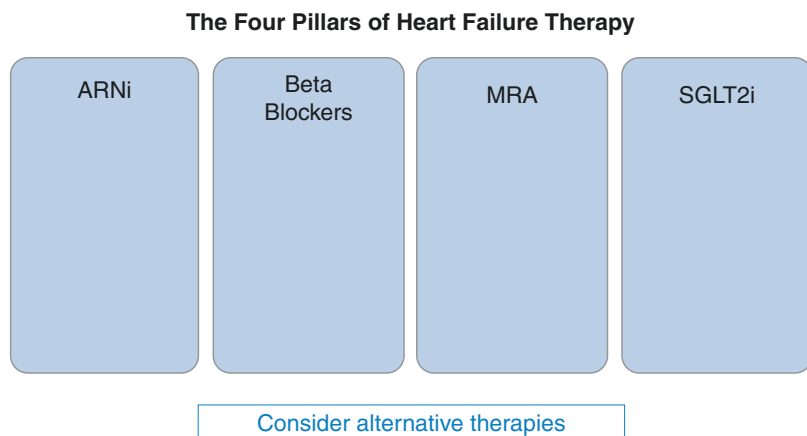 The Four Pillars of Heart Failure Therapy
ARNi
Beta
Blockers
MRA
SGLT2i
Consider alternative therapies